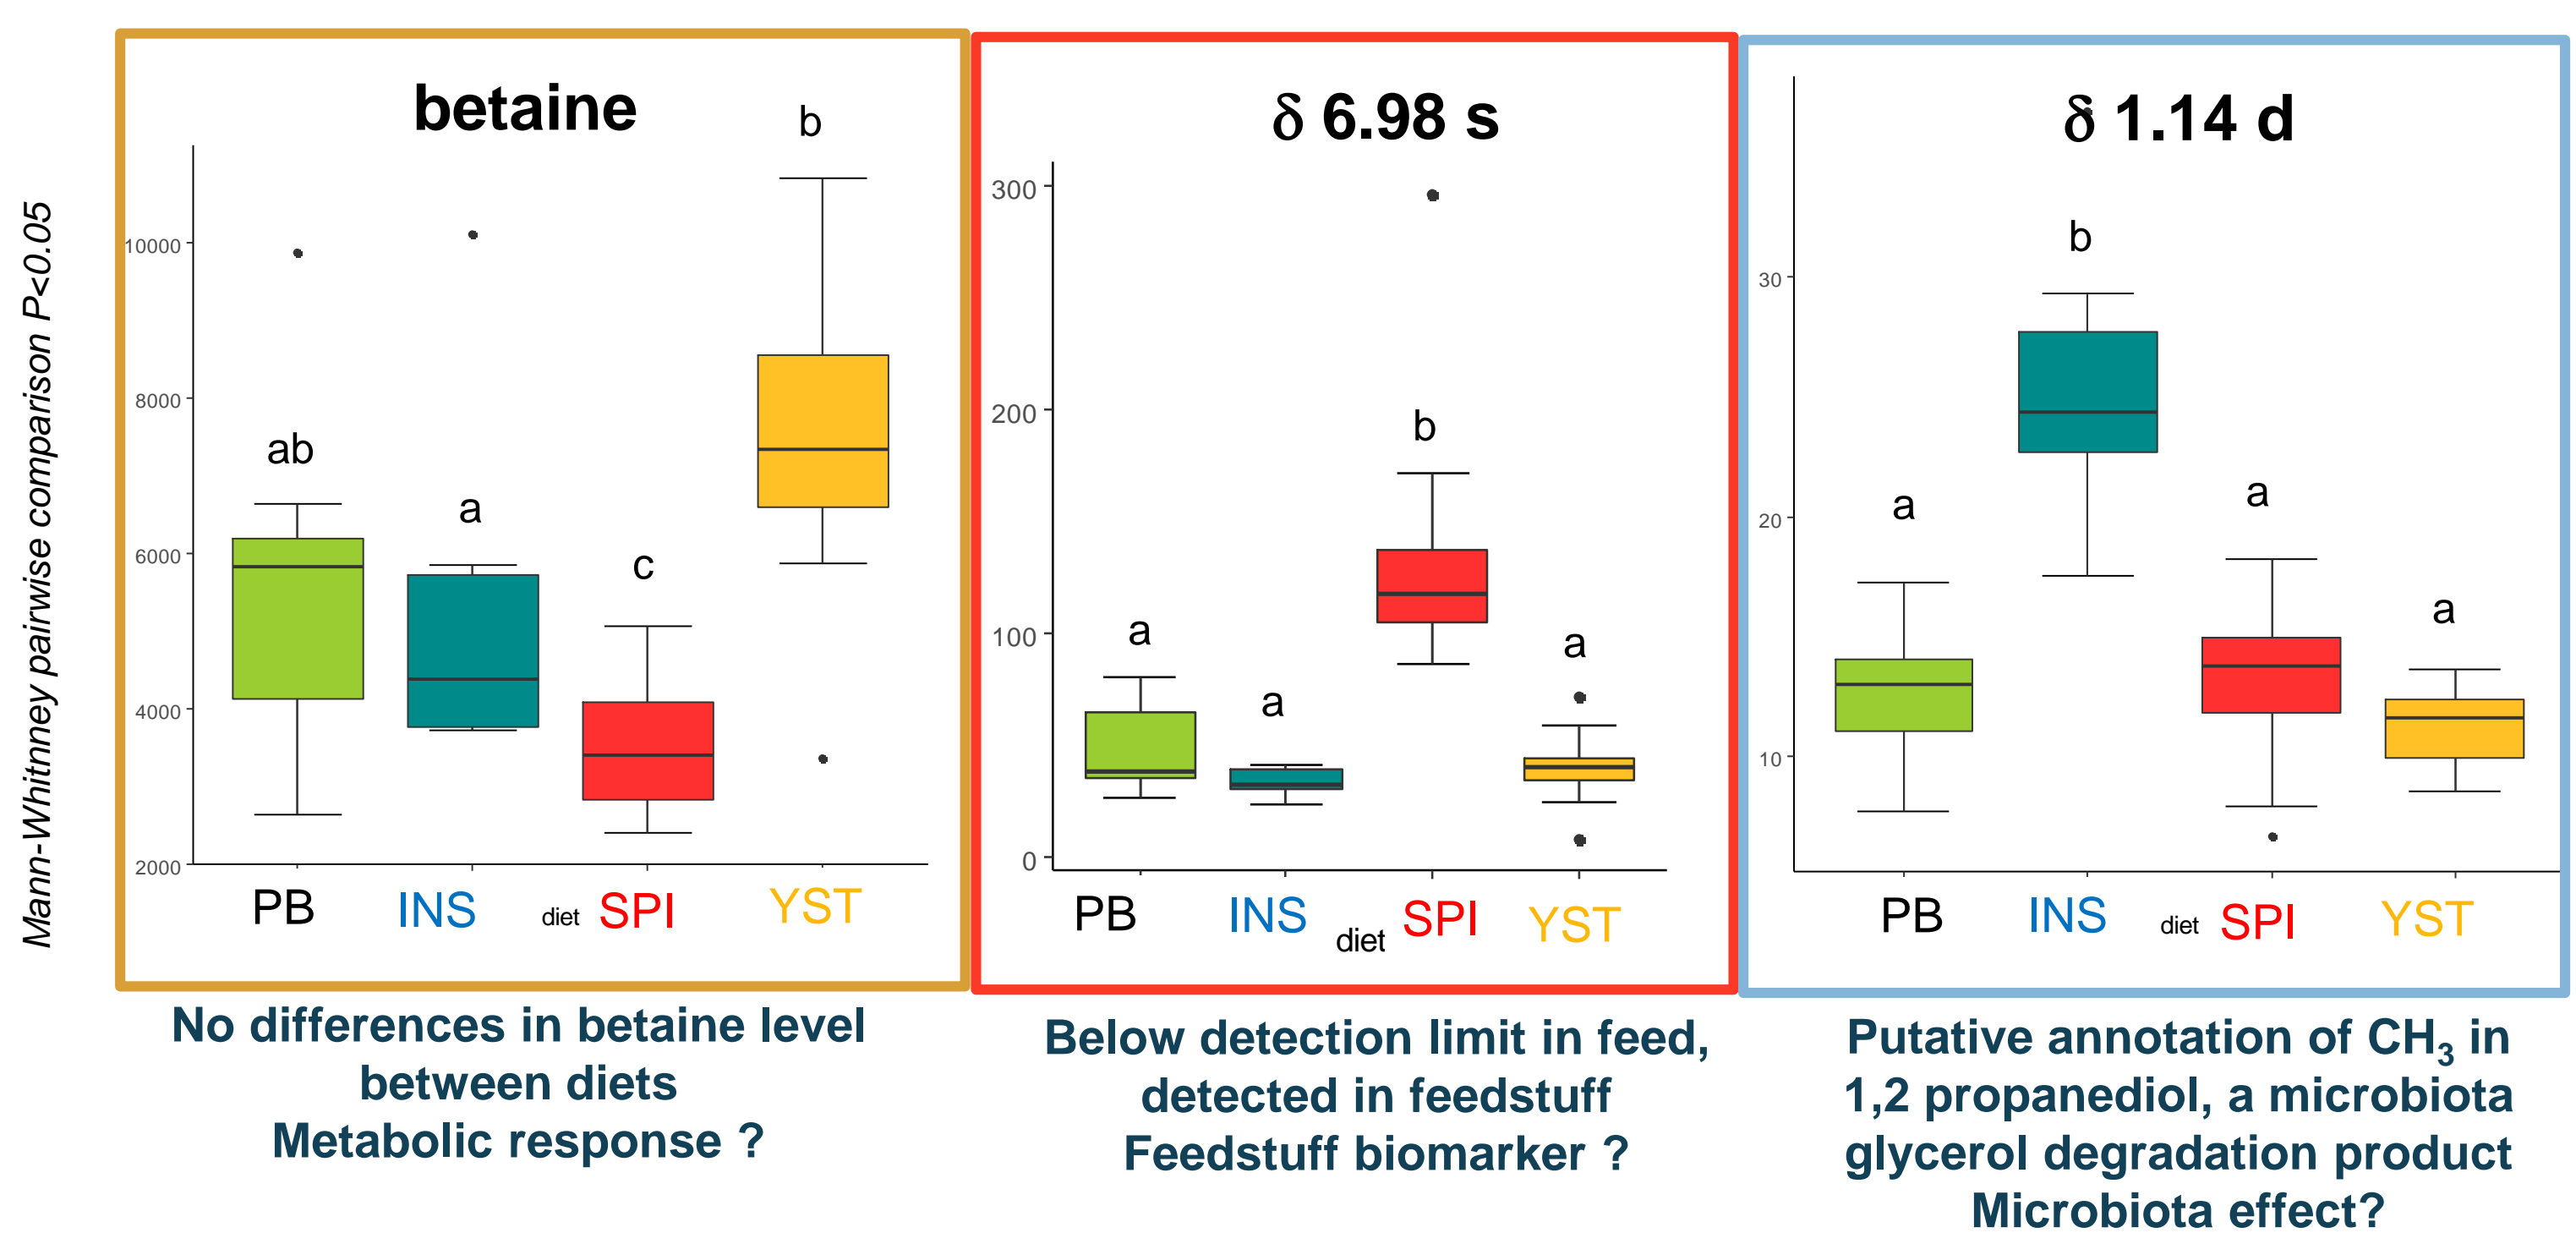 Mann-Whitnney pairwise comparison P<0.05
betaine
b
10000
8000
ab
a
6000
c
4000
2000
PB INS diet SPI YST
No differences in betaine level
between diets
Metabolic response ?
δ 6.98 s
300
200
b
100
a
a
a
0
PB INS diet SPI YST
Below detection limit in feed,
detected in feedstuff
Feedstuff biomarker ?
δ 1.14 d
b
30
a
a
20
a
10
PB INS diet SPI YST
Putative annotation of CH₃ in
1,2 propanediol, a microbiota
glycerol degradation product
Microbiota effect?